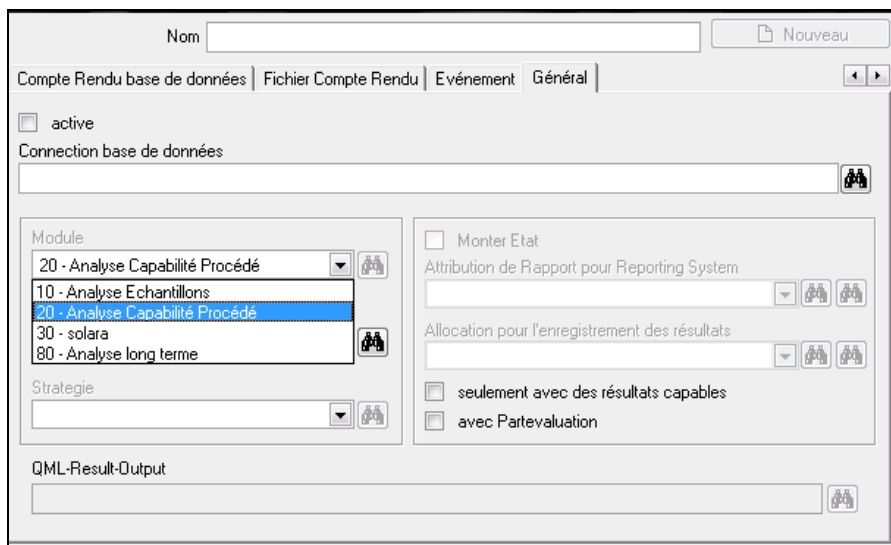 Nom
Nouveau
Compte Rendu base de données Fichier Compte Rendu Evénement Général
active
Connection base de données
Module
20 - Analyse Capabilité Procédé
10 - Analyse Echantillons
20 - Analyse Capabilité Procédé
30 - solara
80 - Analyse long terme
Strategie
Monter Etat
Attribution de Rapport pour Reporting System
Allocation pour l'enregistrement des résultats
seulement avec des résultats capables
avec Partevaluation
QML-Result-Output